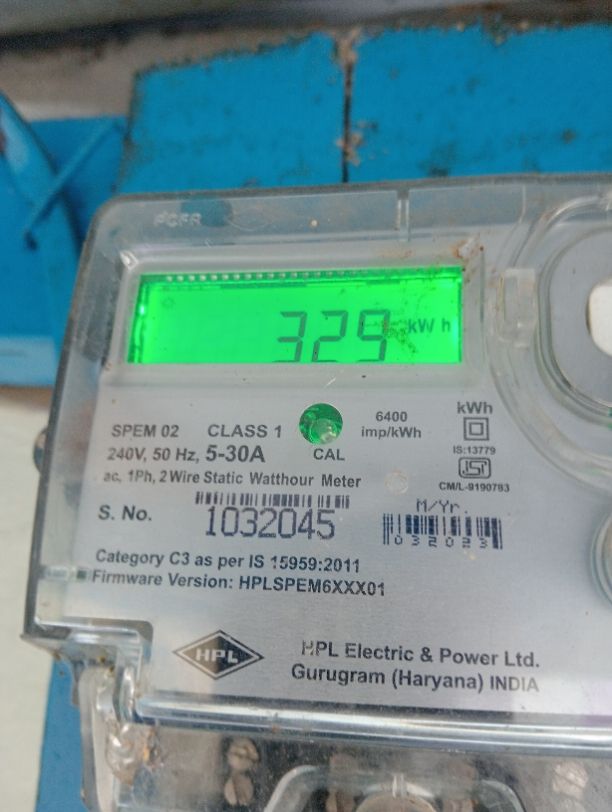 329 kWh
SPEM 02 CLASS 1
6400
imp/kWh
kWh
240V, 50 Hz, 5-30A
CAL
IS:13779
ISI
CM/L-9190783
ac, 1Ph, 2Wire Static Watthour Meter
S. No. 1032045
M/Yr.
032023
Category C3 as per IS 15959:2011
Firmware Version: HPLSPEM6XXX01
HPL
HPL Electric & Power Ltd.
Gurugram (Haryana) INDIA